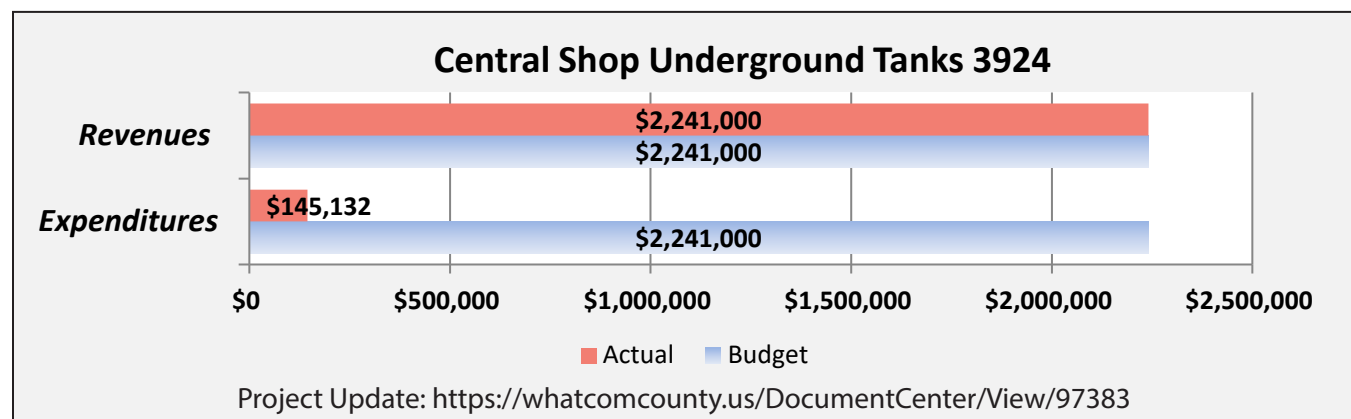 Central Shop Underground Tanks 3924
Revenues
$2,241,000
$2,241,000
Expenditures
$145,132
$2,241,000
$0 $500,000 $1,000,000 $1,500,000 $2,000,000 $2,500,000
Actual Budget
Project Update: https://whatcomcounty.us/DocumentCenter/View/97383